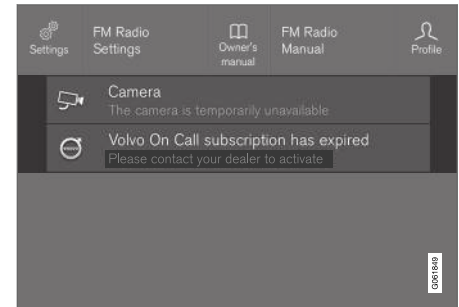 Settings
FM Radio Settings
Owner's manual
FM Radio Manual
Profile
Camera
The camera is temporarily unavailable
Volvo On Call subscription has expired
Please contact your dealer to activate
G061849